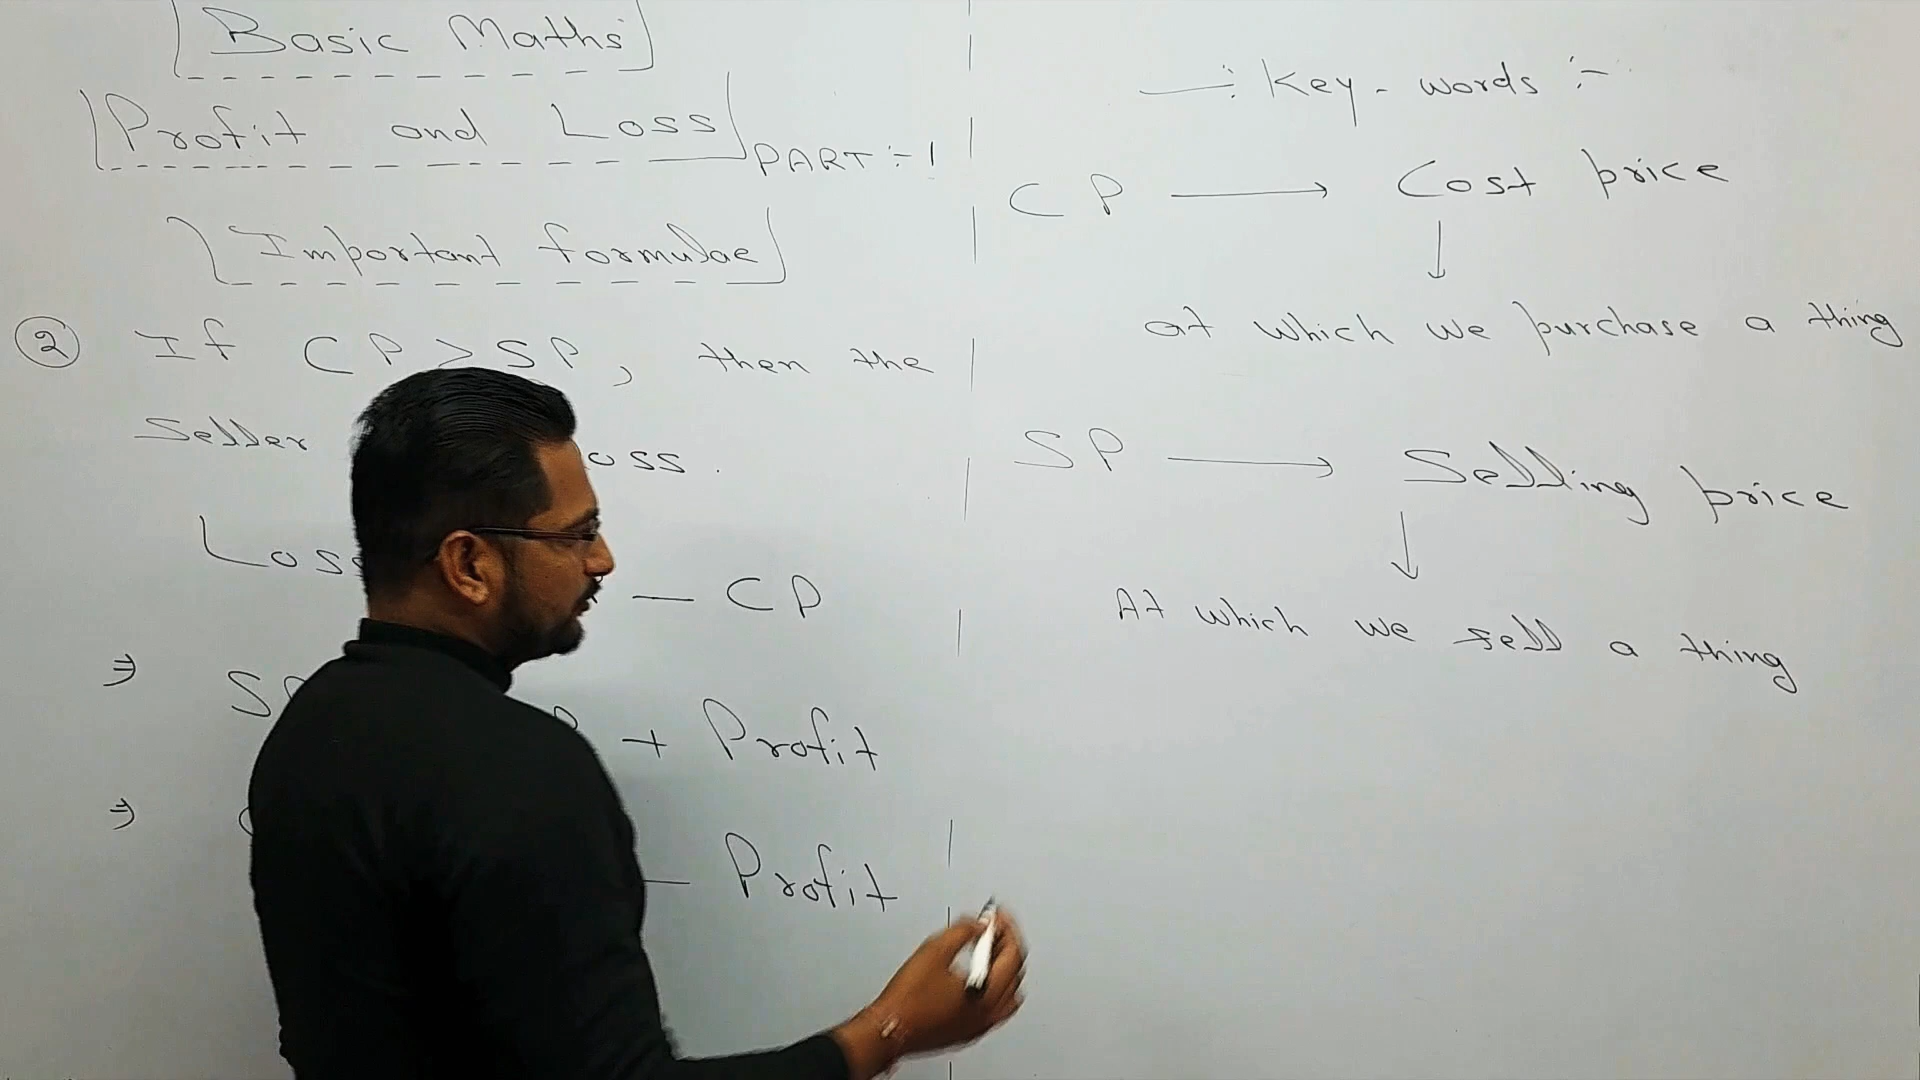 Basic Maths
Profit and Loss
PART :- 1
Important formulae
② If CP > SP, then the
Seller oss.
Loss — CP
⇒ SP + Profit
⇒ — Profit
—: Key-words :-
CP → Cost price
↓
at which we purchase a thing
SP → Selling price
↓
At which we sell a thing